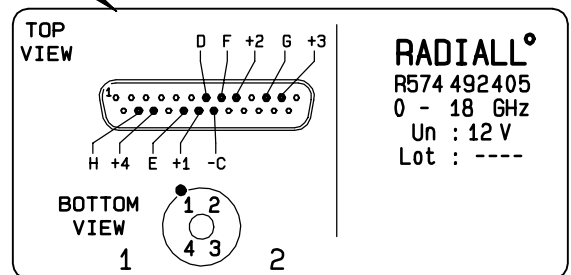 TOP
VIEW
D F +2 G +3
1
H +4 E +1 -C
BOTTOM
VIEW
1 2
4 3
1 2
RADIALL°
R574 492405
0 - 18 GHz
Un : 12 V
Lot : ----